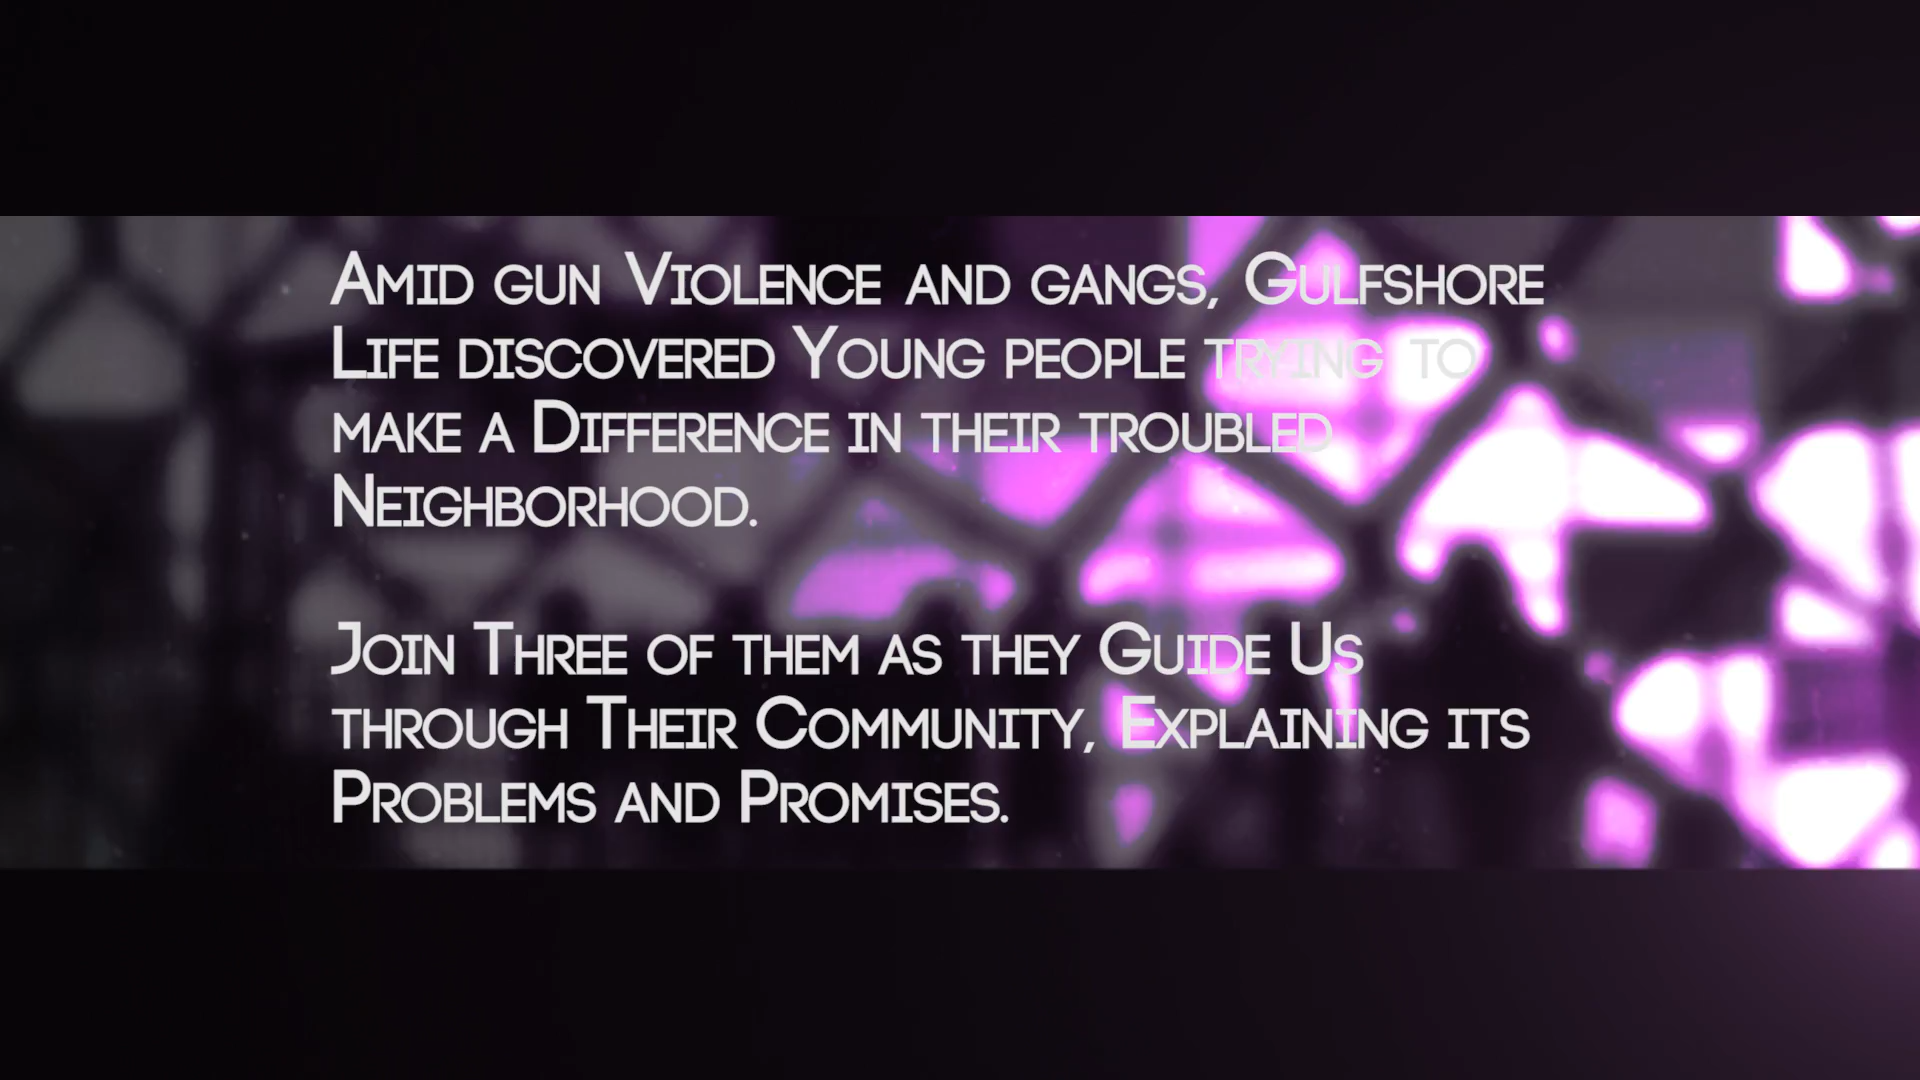 Amid gun Violence and gangs, Gulfshore
Life discovered Young people trying to
make a Difference in their troubled
Neighborhood.
Join Three of them as they Guide Us
through Their Community, Explaining its
Problems and Promises.